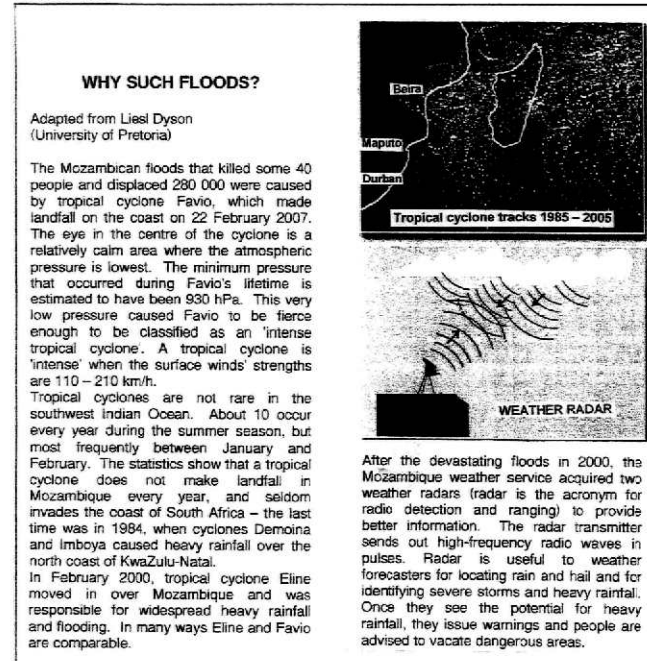 WHY SUCH FLOODS?
Adapted from Liesl Dyson
(University of Pretoria)
The Mozambican floods that killed some 40
people and displaced 280 000 were caused
by tropical cyclone Favio, which made
landfall on the coast on 22 February 2007.
The eye in the centre of the cyclone is a
relatively calm area where the atmospheric
pressure is lowest. The minimum pressure
that occurred during Favio's lifetime is
estimated to have been 930 hPa. This very
low pressure caused Favio to be fierce
enough to be classified as an 'intense
tropical cyclone'. A tropical cyclone is
'intense' when the surface winds' strengths
are 110 – 210 km/h.
Tropical cyclones are not rare in the
southwest Indian Ocean. About 10 occur
every year during the summer season, but
most frequently between January and
February. The statistics show that a tropical
cyclone does not make landfall in
Mozambique every year, and seldom
invades the coast of South Africa – the last
time was in 1984, when cyclones Demoina
and Imboya caused heavy rainfall over the
north coast of KwaZulu-Natal.
In February 2000, tropical cyclone Eline
moved in over Mozambique and was
responsible for widespread heavy rainfall
and flooding. In many ways Eline and Favio
are comparable.
Beira
Maputo
Durban
Tropical cyclone tracks 1985 – 2005
WEATHER RADAR
After the devastating floods in 2000, the
Mozambique weather service acquired two
weather radars (radar is the acronym for
radio detection and ranging) to provide
better information. The radar transmitter
sends out high-frequency radio waves in
pulses. Radar is useful to weather
forecasters for locating rain and hail and for
identifying severe storms and heavy rainfall.
Once they see the potential for heavy
rainfall, they issue warnings and people are
advised to vacate dangerous areas.